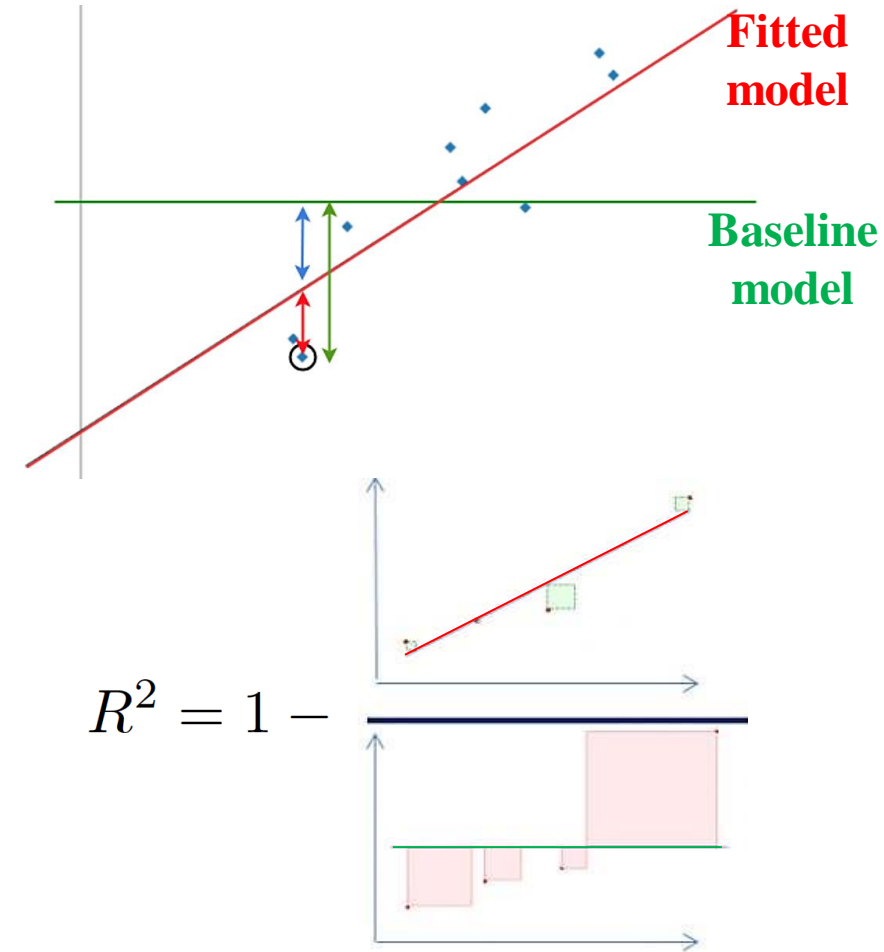 Fitted
model
Baseline
model
R² = 1 −